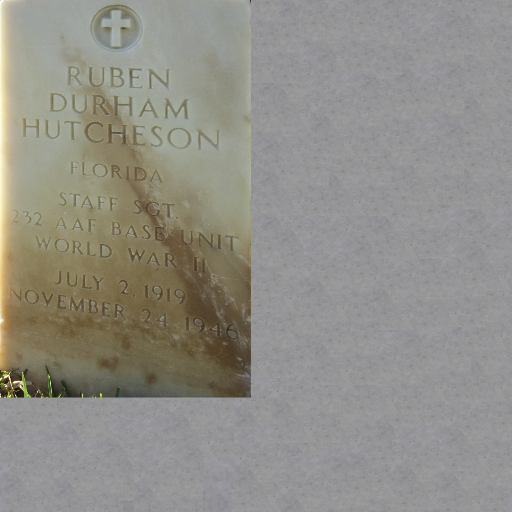 RUBEN
DURHAM
HUTCHESON
FLORIDA
STAFF SGT
232 AAF BASE UNIT
WORLD WAR II
JULY 2, 1919
NOVEMBER 24 1946